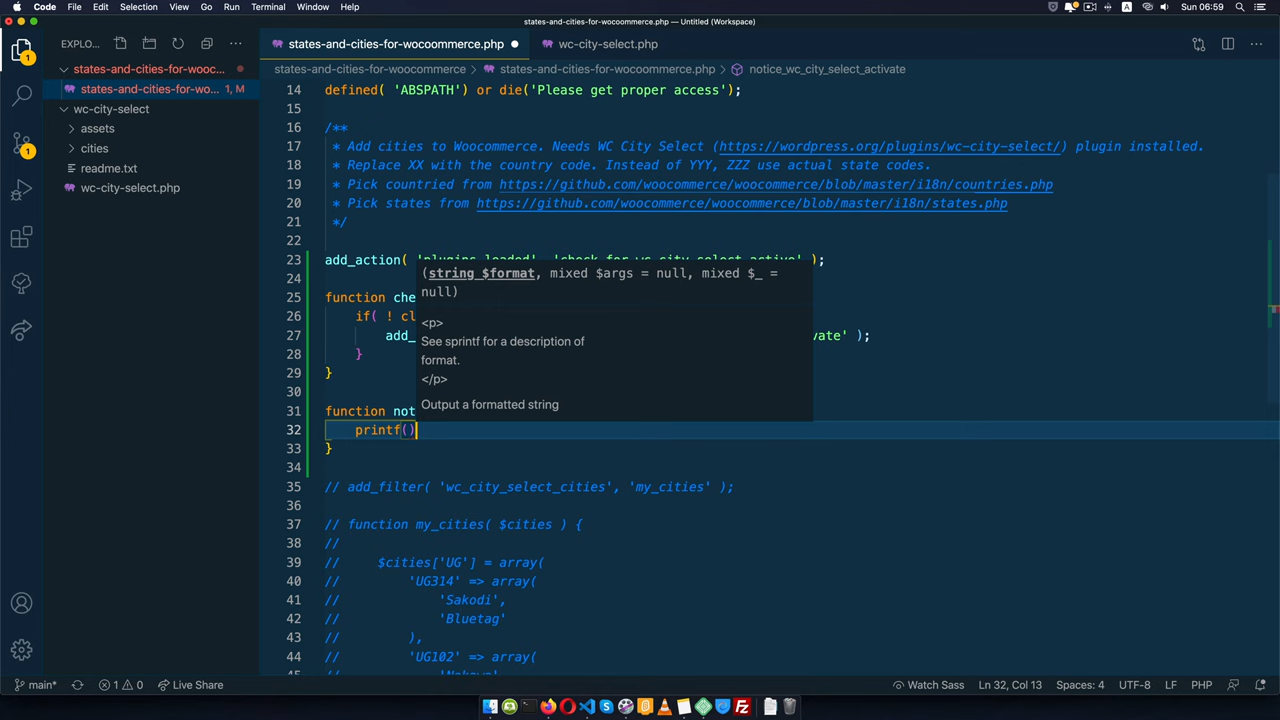 Code File Edit Selection View Go Run Terminal Window Help
A Sun 06:59
states-and-cities-for-wocoommerce.php — Untitled (Workspace)
EXPLO...
states-and-cities-for-wocoommerce.php
wc-city-select.php
states-and-cities-for-wooc...
states-and-cities-for-wo... 1, M
wc-city-select
assets
cities
readme.txt
wc-city-select.php
1
1
states-and-cities-for-woocommerce > states-and-cities-for-wocoommerce.php > notice_wc_city_select_activate
14 defined( 'ABSPATH') or die('Please get proper access');
15
16 /**
17 * Add cities to Woocommerce. Needs WC City Select (https://wordpress.org/plugins/wc-city-select/) plugin installed.
18 * Replace XX with the country code. Instead of YYY, ZZZ use actual state codes.
19 * Pick countried from https://github.com/woocommerce/woocommerce/blob/master/i18n/countries.php
20 * Pick states from https://github.com/woocommerce/woocommerce/blob/master/i18n/states.php
21 */
22
23 add_action( 'plugins_loaded', 'check_for_wc_city_select_active' );
24
25 function che
26 if( ! cl
27 add_ vate' );
28 }
29 }
30
31 function not
32 printf()
33 }
34
(string $format, mixed $args = null, mixed $_ =
null)
<p>
See sprintf for a description of
format.
</p>
Output a formatted string
35 // add_filter( 'wc_city_select_cities', 'my_cities' );
36
37 // function my_cities( $cities ) {
38 //
39 // $cities['UG'] = array(
40 // 'UG314' => array(
41 // 'Sakodi',
42 // 'Bluetag'
43 // ),
44 // 'UG102' => array(
45
main* 1 0 Live Share
Watch Sass Ln 32, Col 13 Spaces: 4 UTF-8 LF PHP